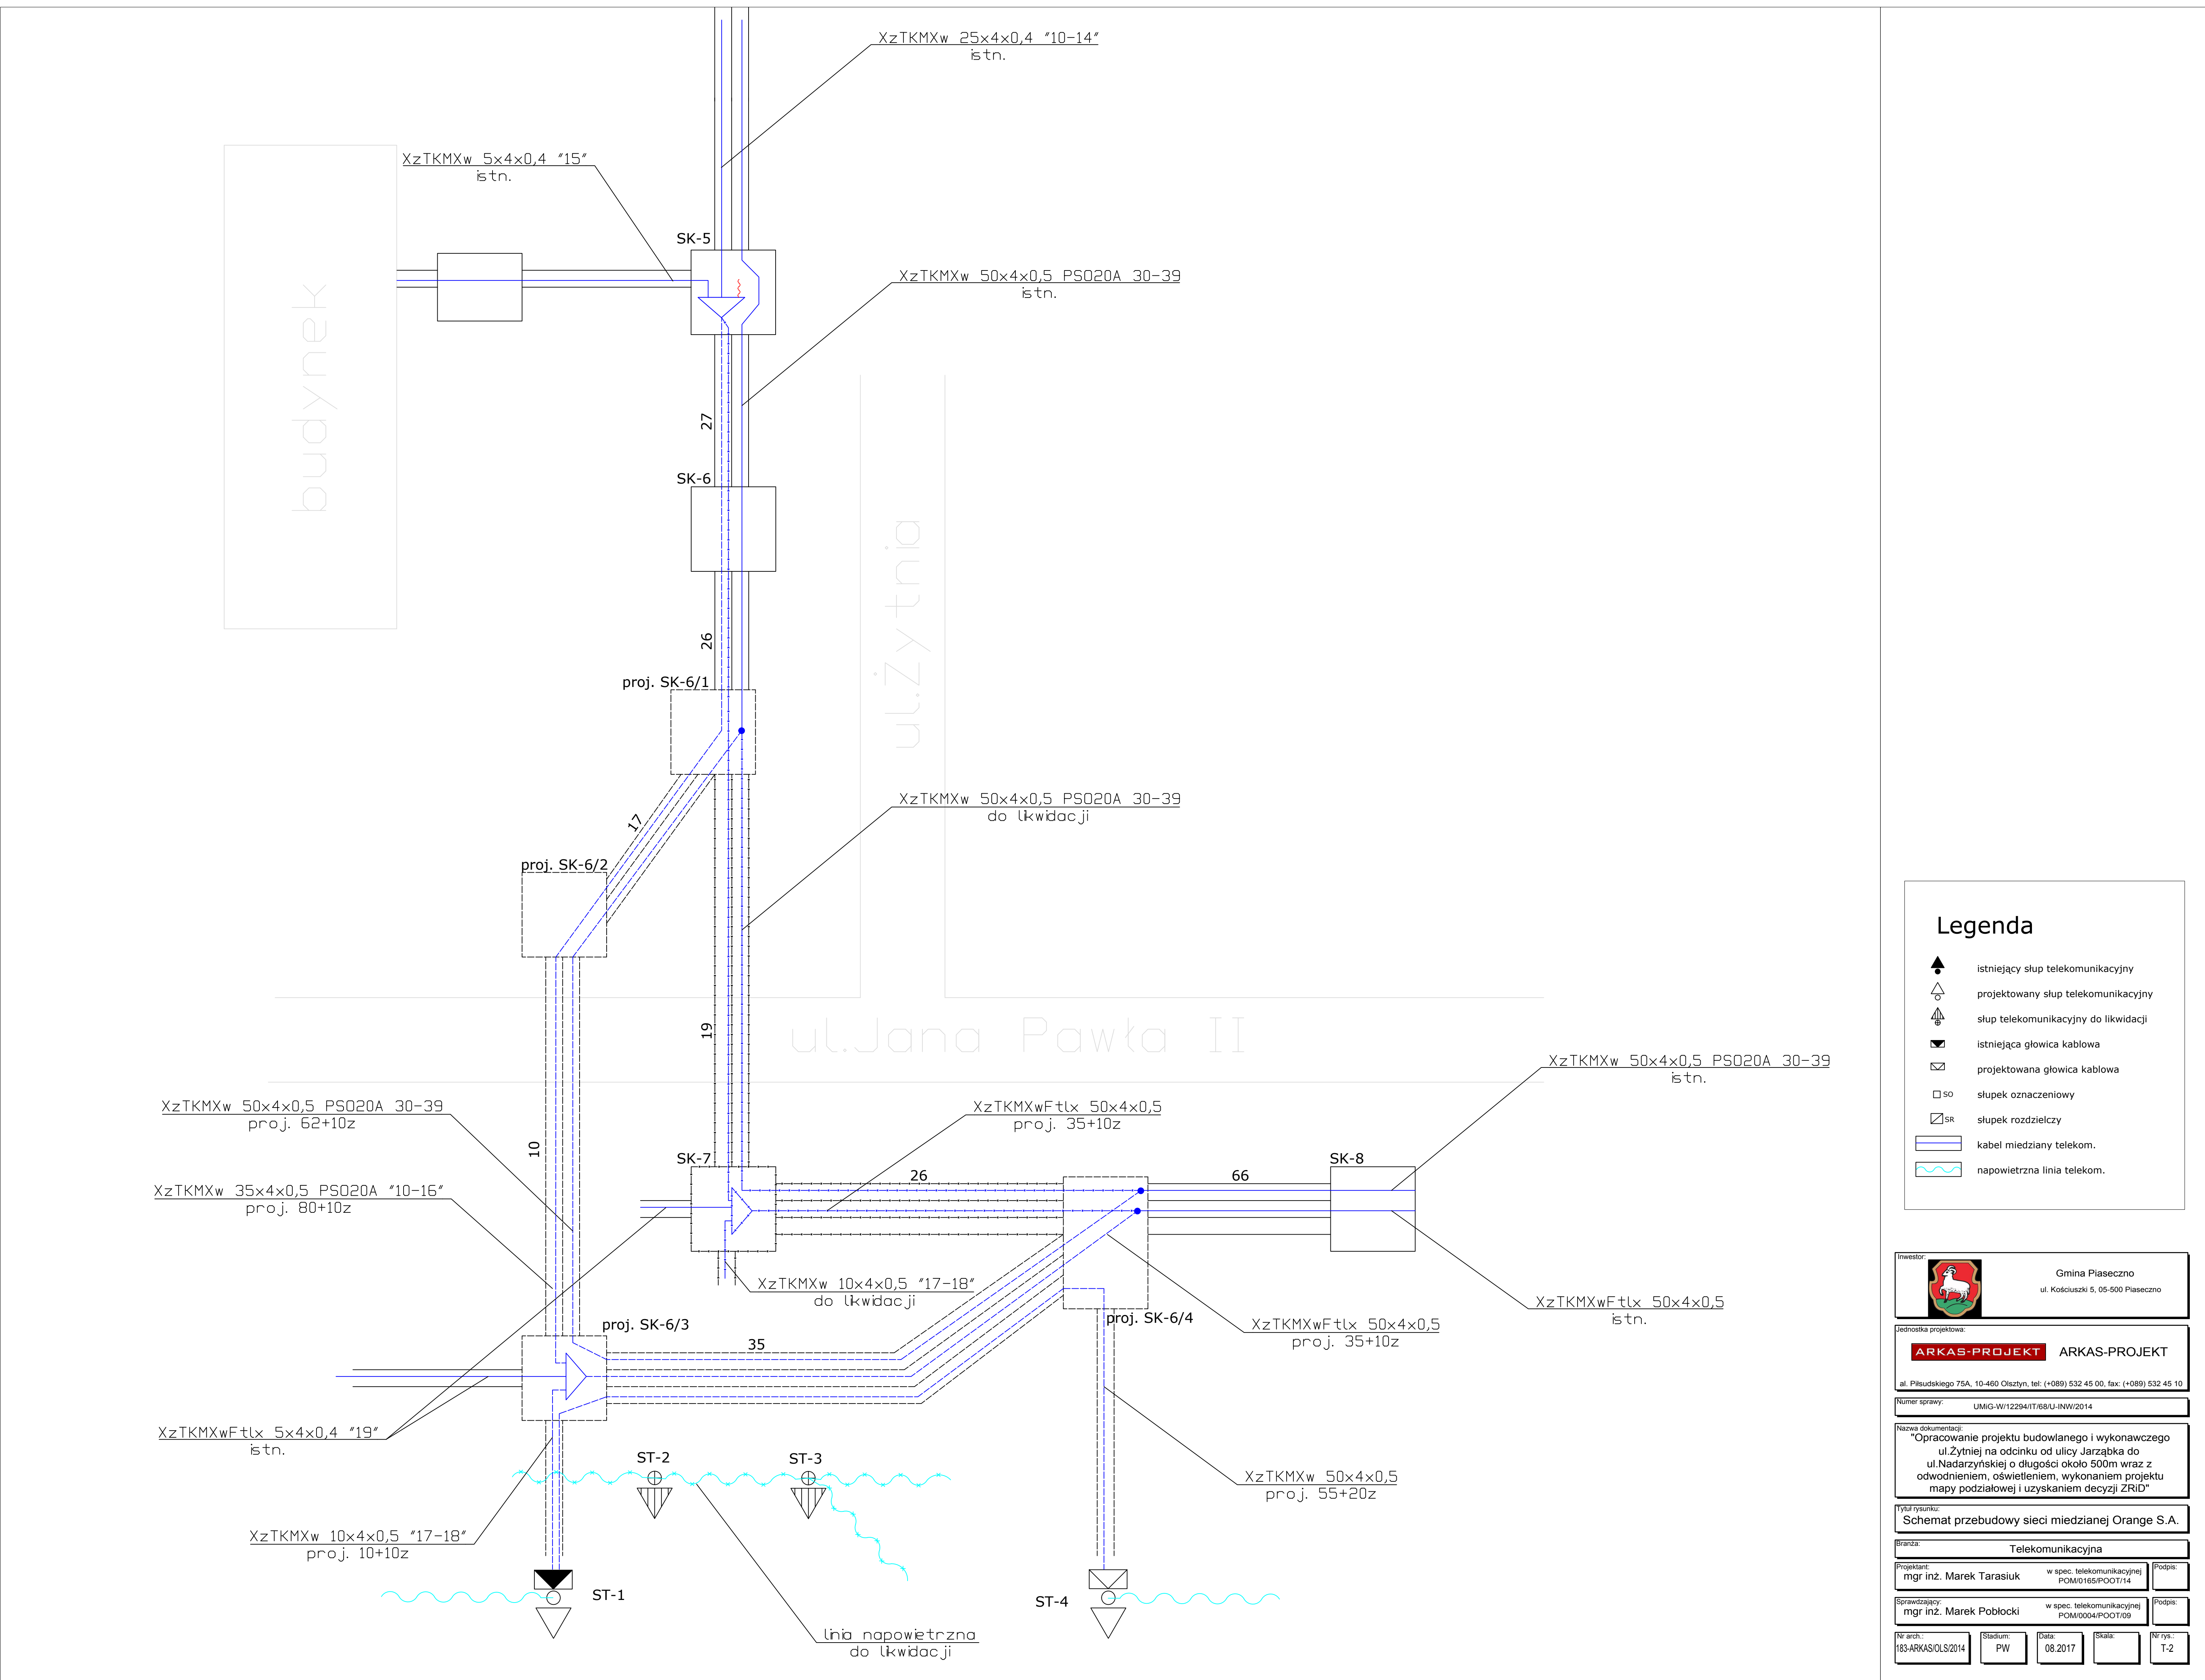 XzTKMXw 25x4x0,4 "10-14"
istn.
XzTKMXw 5x4x0,4 "15"
istn.
SK-5
XzTKMXw 50x4x0,5 PSO20A 30-39
istn.
budynek
27
SK-6
ul.Żytnia
26
proj. SK-6/1
XzTKMXw 50x4x0,5 PSO20A 30-39
do likwidacji
17
proj. SK-6/2
19
ul.Jana Pawła II
XzTKMXw 50x4x0,5 PSO20A 30-39
istn.
XzTKMXw 50x4x0,5 PSO20A 30-39
proj. 62+10z
XzTKMXwFtlx 50x4x0,5
proj. 35+10z
10
SK-7
26
66
SK-8
XzTKMXw 35x4x0,5 PSO20A "10-16"
proj. 80+10z
XzTKMXw 10x4x0,5 "17-18"
do likwidacji
XzTKMXwFtlx 50x4x0,5
istn.
proj. SK-6/3
proj. SK-6/4
XzTKMXwFtlx 50x4x0,5
proj. 35+10z
35
XzTKMXwFtlx 5x4x0,4 "19"
istn.
ST-2
ST-3
XzTKMXw 50x4x0,5
proj. 55+20z
XzTKMXw 10x4x0,5 "17-18"
proj. 10+10z
ST-1
ST-4
linia napowietrzna
do likwidacji
Legenda
istniejący słup telekomunikacyjny
projektowany słup telekomunikacyjny
słup telekomunikacyjny do likwidacji
istniejąca głowica kablowa
projektowana głowica kablowa
SO słupek oznaczeniowy
SR słupek rozdzielczy
kabel miedziany telekom.
napowietrzna linia telekom.
Inwestor:
Gmina Piaseczno
ul. Kościuszki 5, 05-500 Piaseczno
Jednostka projektowa:
ARKAS-PROJEKT ARKAS-PROJEKT
al. Piłsudskiego 75A, 10-460 Olsztyn, tel: (+089) 532 45 00, fax: (+089) 532 45 10
Numer sprawy:
UMiG-W/12294/IT/68/U-INW/2014
Nazwa dokumentacji:
"Opracowanie projektu budowlanego i wykonawczego
ul.Żytniej na odcinku od ulicy Jarząbka do
ul.Nadarzyńskiej o długości około 500m wraz z
odwodnieniem, oświetleniem, wykonaniem projektu
mapy podziałowej i uzyskaniem decyzji ZRiD"
Tytuł rysunku:
Schemat przebudowy sieci miedzianej Orange S.A.
Branża:
Telekomunikacyjna
Projektant:
mgr inż. Marek Tarasiuk
w spec. telekomunikacyjnej
POM/0165/POOT/14
Podpis:
Sprawdzający:
mgr inż. Marek Pobłocki
w spec. telekomunikacyjnej
POM/0004/POOT/09
Podpis:
Nr arch.:
183-ARKAS/OLS/2014
Stadium:
PW
Data:
08.2017
Skala:
Nr rys.:
T-2